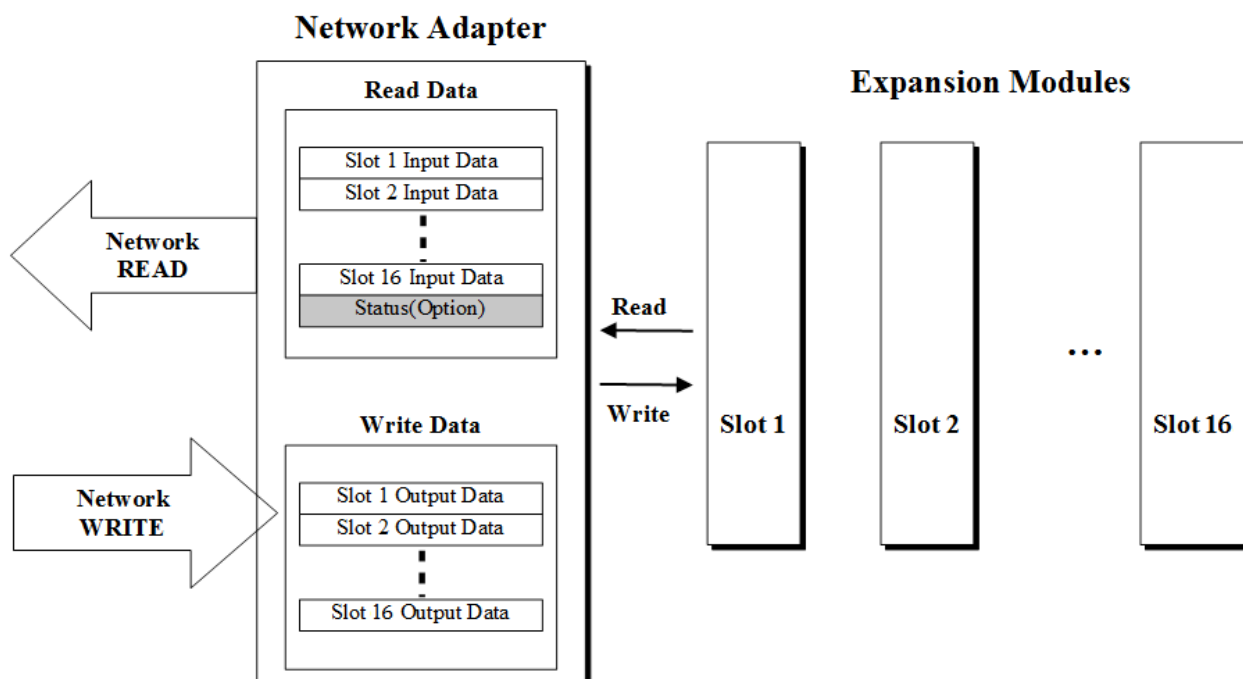 Network Adapter
Read Data
Slot 1 Input Data
Slot 2 Input Data
Slot 16 Input Data
Status(Option)
Network
READ
Write Data
Slot 1 Output Data
Slot 2 Output Data
Slot 16 Output Data
Network
WRITE
Read
Write
Expansion Modules
Slot 1
Slot 2
...
Slot 16